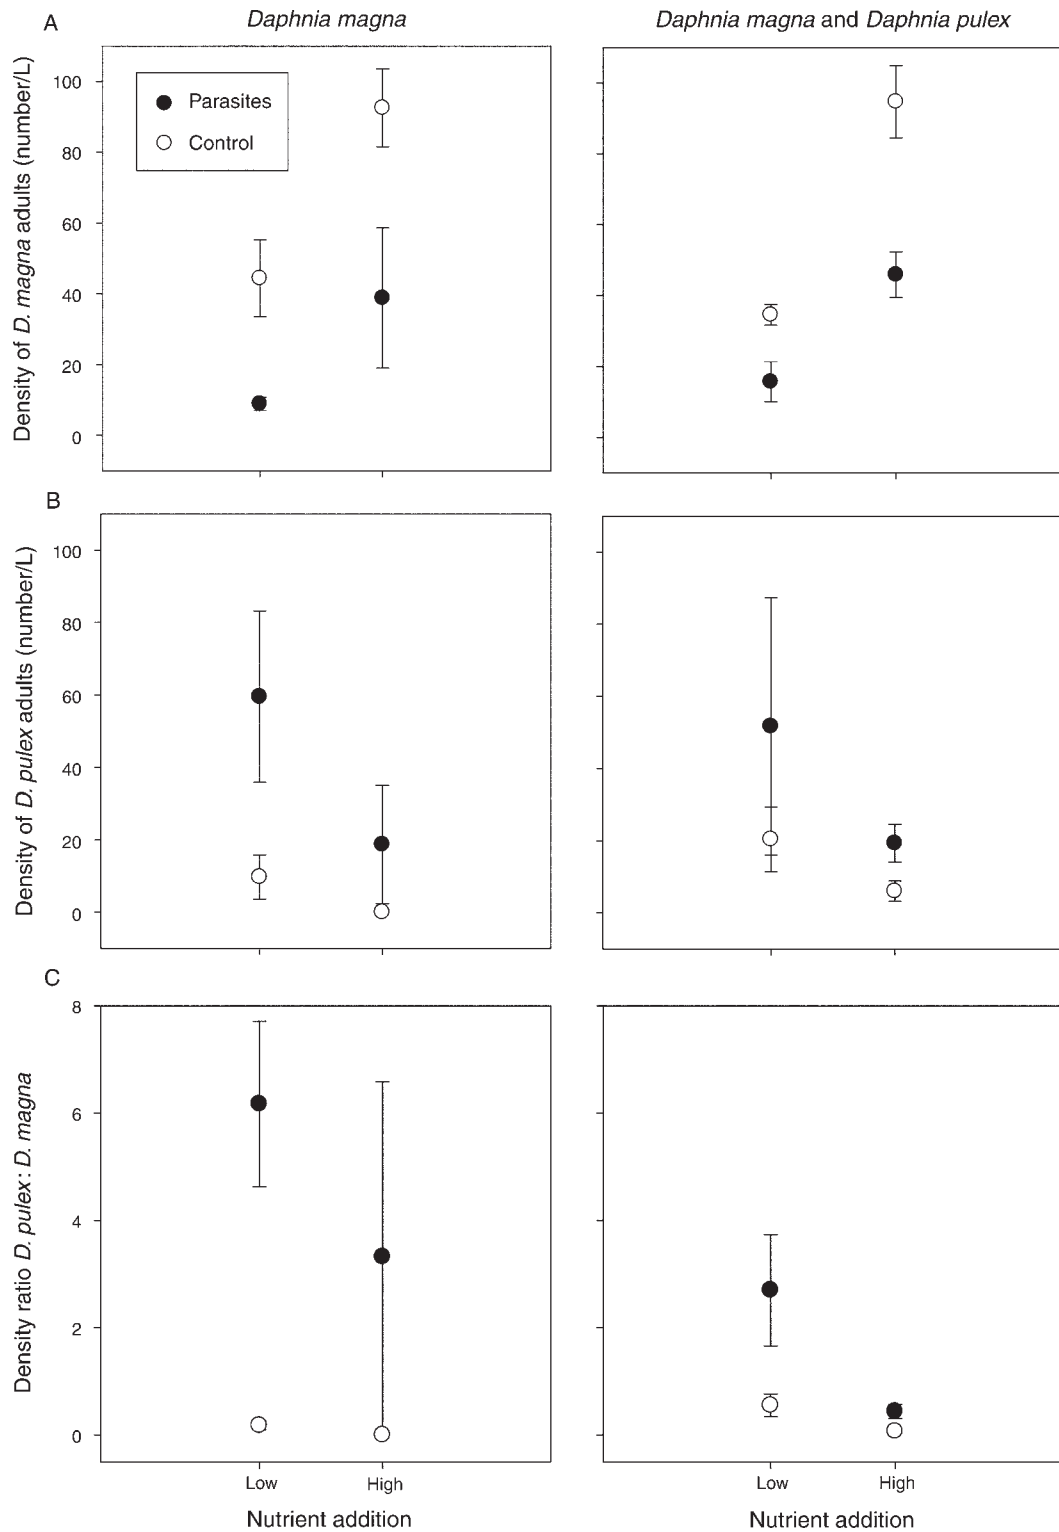 A
Daphnia magna
Daphnia magna and Daphnia pulex
Density of D. magna adults (number/L)
100
80
60
40
20
0
Parasites
Control
B
Density of D. pulex adults (number/L)
100
80
60
40
20
0
C
Density ratio D. pulex : D. magna
8
6
4
2
0
Low
High
Low
High
Nutrient addition
Nutrient addition